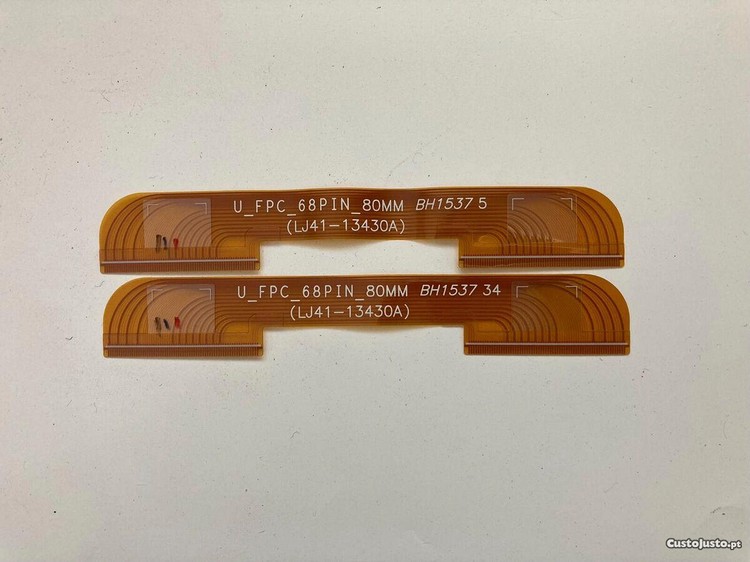 U_FPC_68PIN_80MM BH1537 5
(LJ41-13430A)
U_FPC_68PIN_80MM BH1537 34
(LJ41-13430A)
CustoJusto.pt